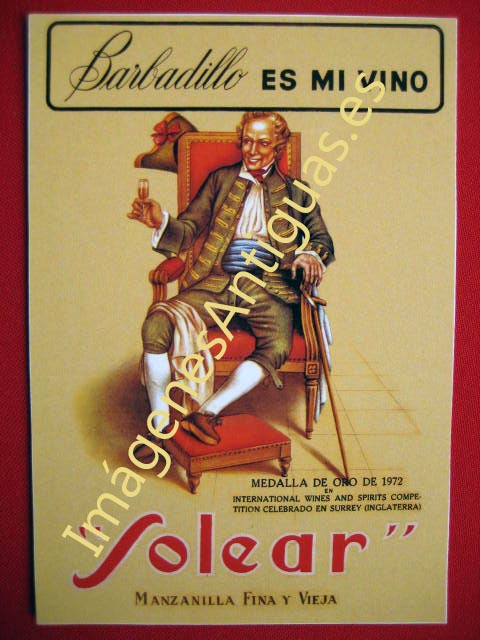 Barbadillo ES MI VINO
MEDALLA DE ORO DE 1972
EN
INTERNATIONAL WINES AND SPIRITS COMPE-
TITION CELEBRADO EN SURREY (INGLATERRA)
"Solear"
MANZANILLA FINA Y VIEJA
ImágenesAntiguas.es